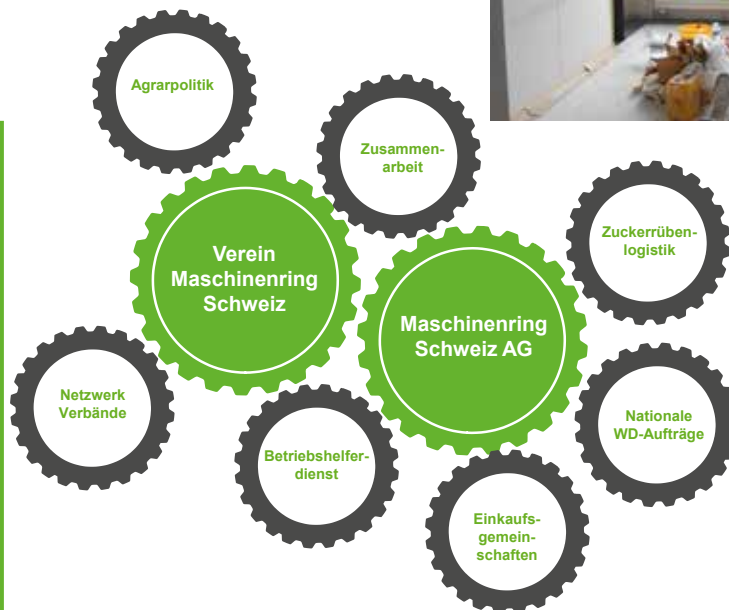 Agrarpolitik
Zusammen-
arbeit
Verein
Maschinenring
Schweiz
Zuckerrüben-
logistik
Maschinenring
Schweiz AG
Netzwerk
Verbände
Nationale
WD-Aufträge
Betriebshelfer-
dienst
Einkaufs-
gemein-
schaften